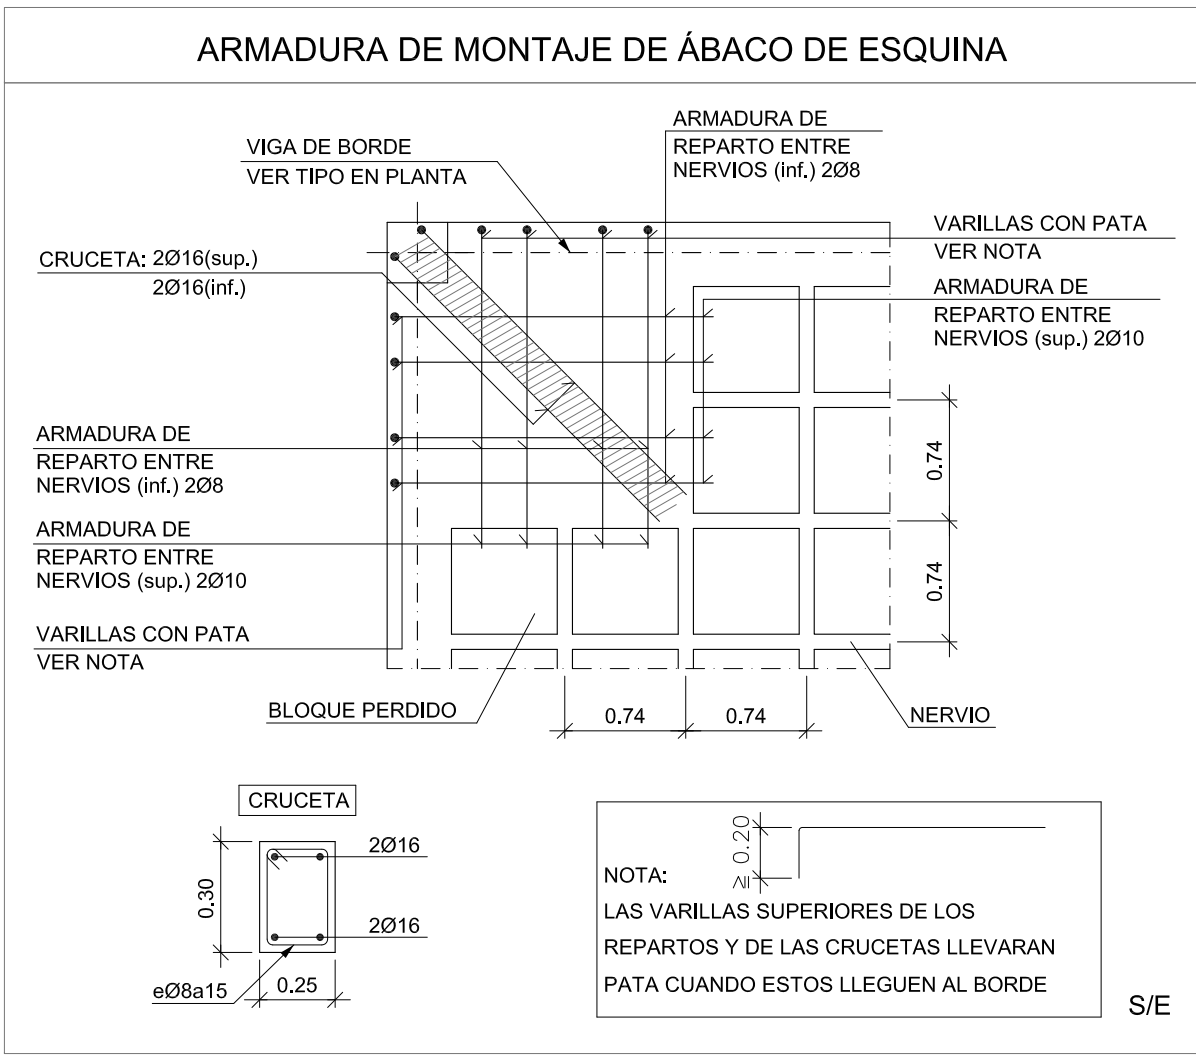 ARMADURA DE MONTAJE DE ÁBACO DE ESQUINA
ARMADURA DE
REPARTO ENTRE
NERVIOS (inf.) 2Ø8
VIGA DE BORDE
VER TIPO EN PLANTA
VARILLAS CON PATA
VER NOTA
CRUCETA: 2Ø16(sup.)
2Ø16(inf.)
ARMADURA DE
REPARTO ENTRE
NERVIOS (sup.) 2Ø10
ARMADURA DE
REPARTO ENTRE
NERVIOS (inf.) 2Ø8
0.74
ARMADURA DE
REPARTO ENTRE
NERVIOS (sup.) 2Ø10
0.74
VARILLAS CON PATA
VER NOTA
BLOQUE PERDIDO
0.74
0.74
NERVIO
CRUCETA
2Ø16
0.30
2Ø16
eØ8a15
0.25
≥ 0.20
NOTA:
LAS VARILLAS SUPERIORES DE LOS
REPARTOS Y DE LAS CRUCETAS LLEVARAN
PATA CUANDO ESTOS LLEGUEN AL BORDE
S/E